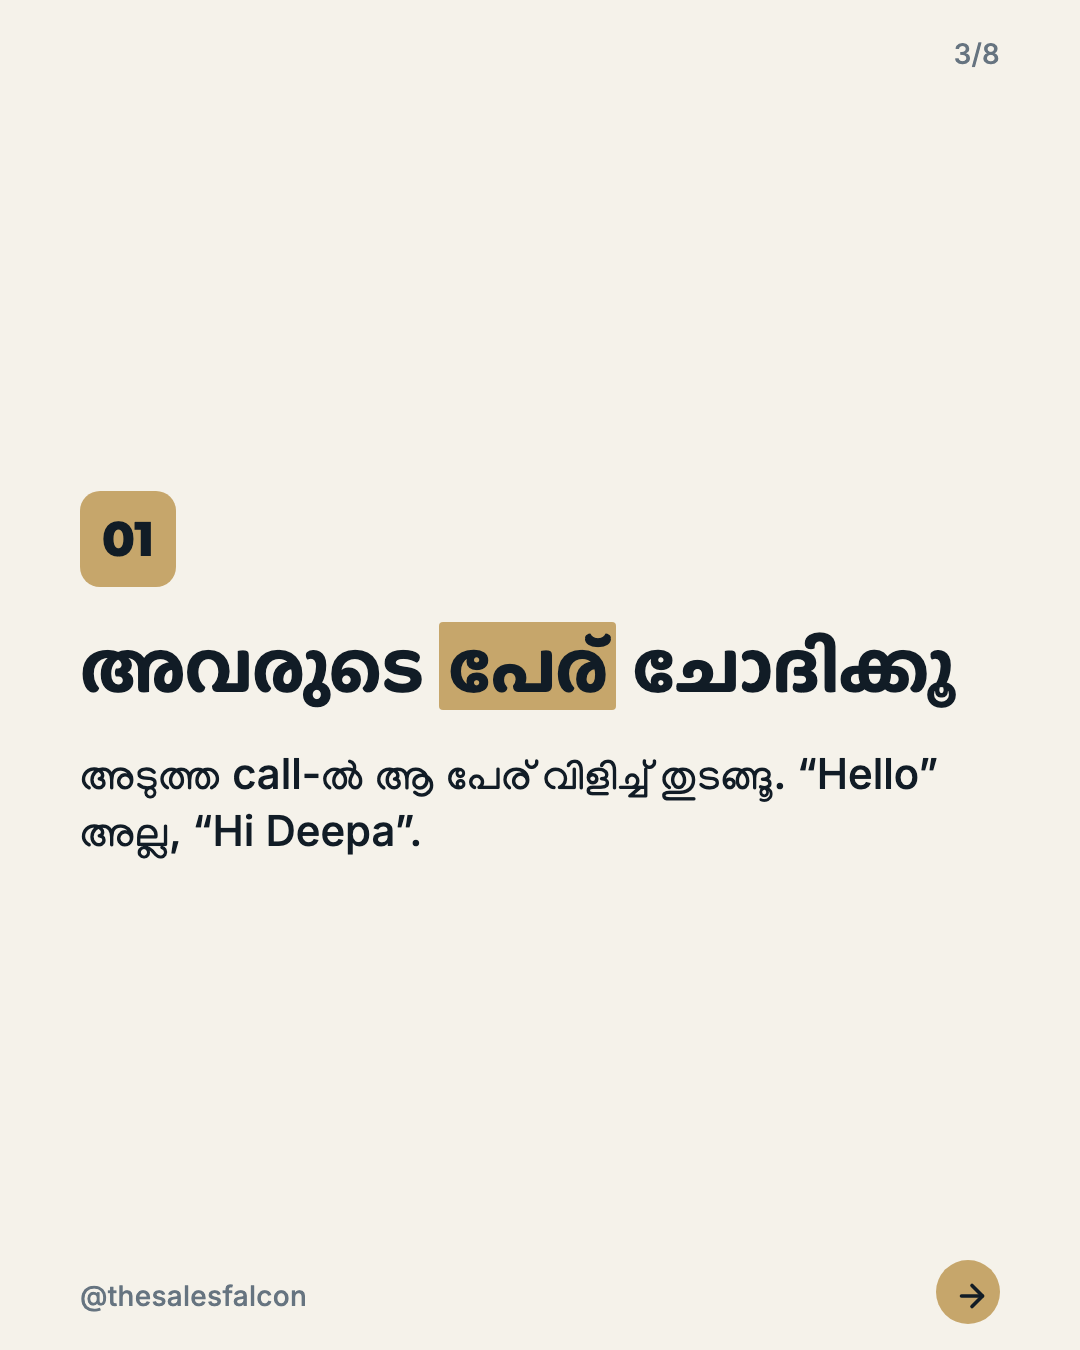 3/8
01
അവരുടെ പേര് ചോദിക്കൂ
അടുത്ത call-ൽ ആ പേര് വിളിച്ച് തുടങ്ങൂ. “Hello”
അല്ല, “Hi Deepa”.
@thesalesfalcon